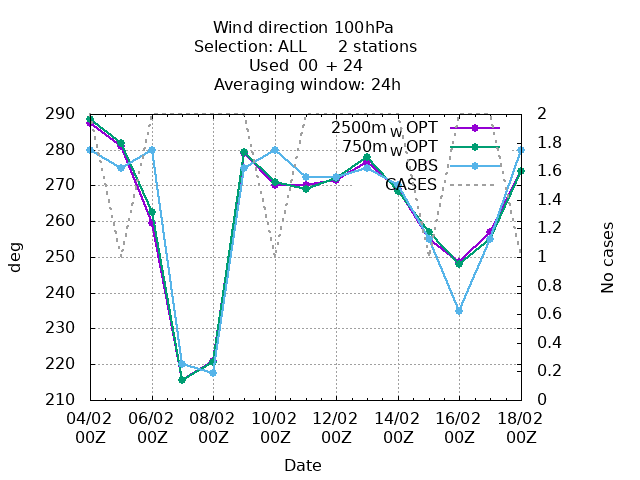 Wind direction 100hPa
Selection: ALL 2 stations
Used 00 + 24
Averaging window: 24h
290
280
270
260
250
240
230
220
210
deg
2
1.8
1.6
1.4
1.2
1
0.8
0.6
0.4
0.2
0
No cases
2500m w OPT
750m w OPT
OBS
CASES
04/02 06/02 08/02 10/02 12/02 14/02 16/02 18/02
00Z 00Z 00Z 00Z 00Z 00Z 00Z 00Z
Date